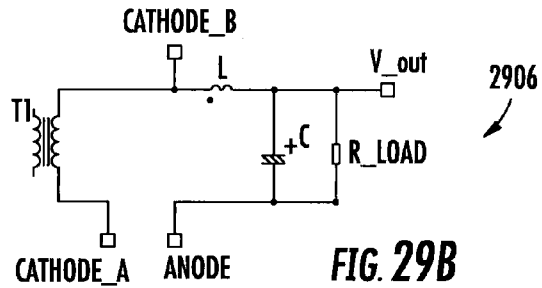 CATHODE_B
L
V_out
2906
T1
+C
R_LOAD
CATHODE_A
ANODE
FIG. 29B